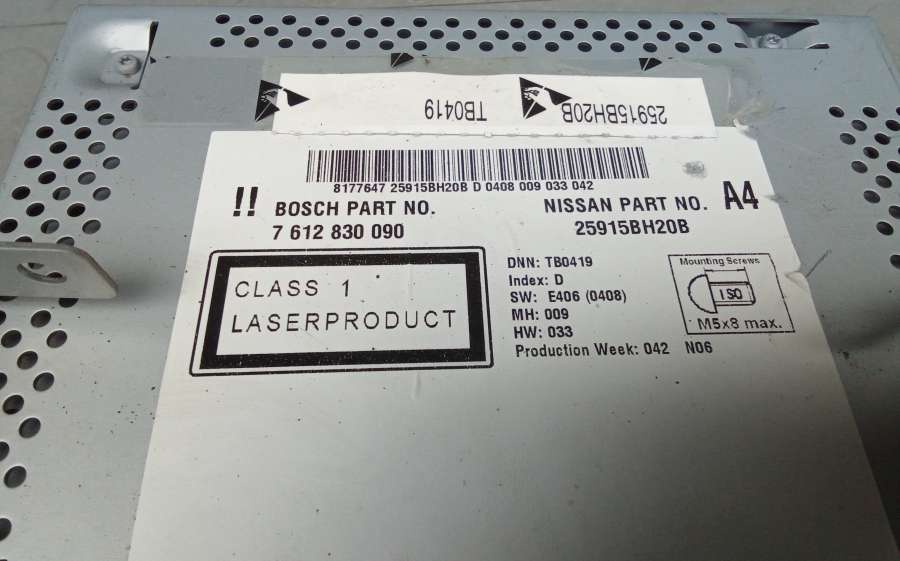 TB0419
25915BH20B
8177647 25915BH20B D 0408 009 033 042
!! BOSCH PART NO.
7 612 830 090
NISSAN PART NO. A4
25915BH20B
CLASS 1
LASERPRODUCT
DNN: TB0419
Index: D
SW: E406 (0408)
MH: 009
HW: 033
Production Week: 042 N06
Mounting Screws
ISO
M5x8 max.